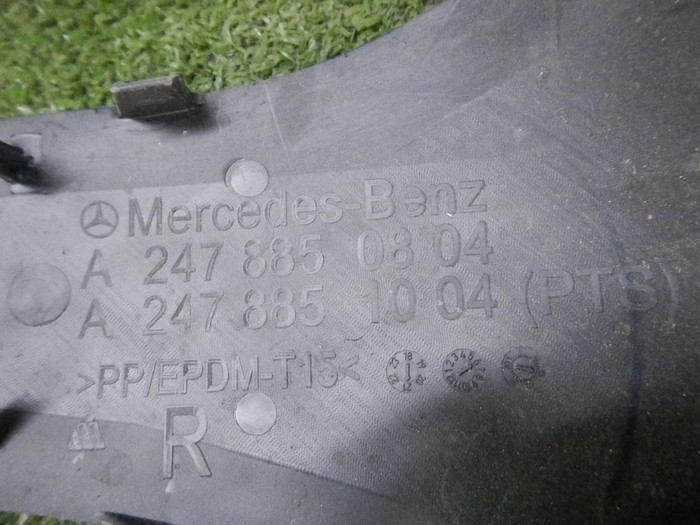 Mercedes-Benz
A 247 885 08 04
A 247 885 10 04 (PTS)
>PP/EPDM-T15<
R